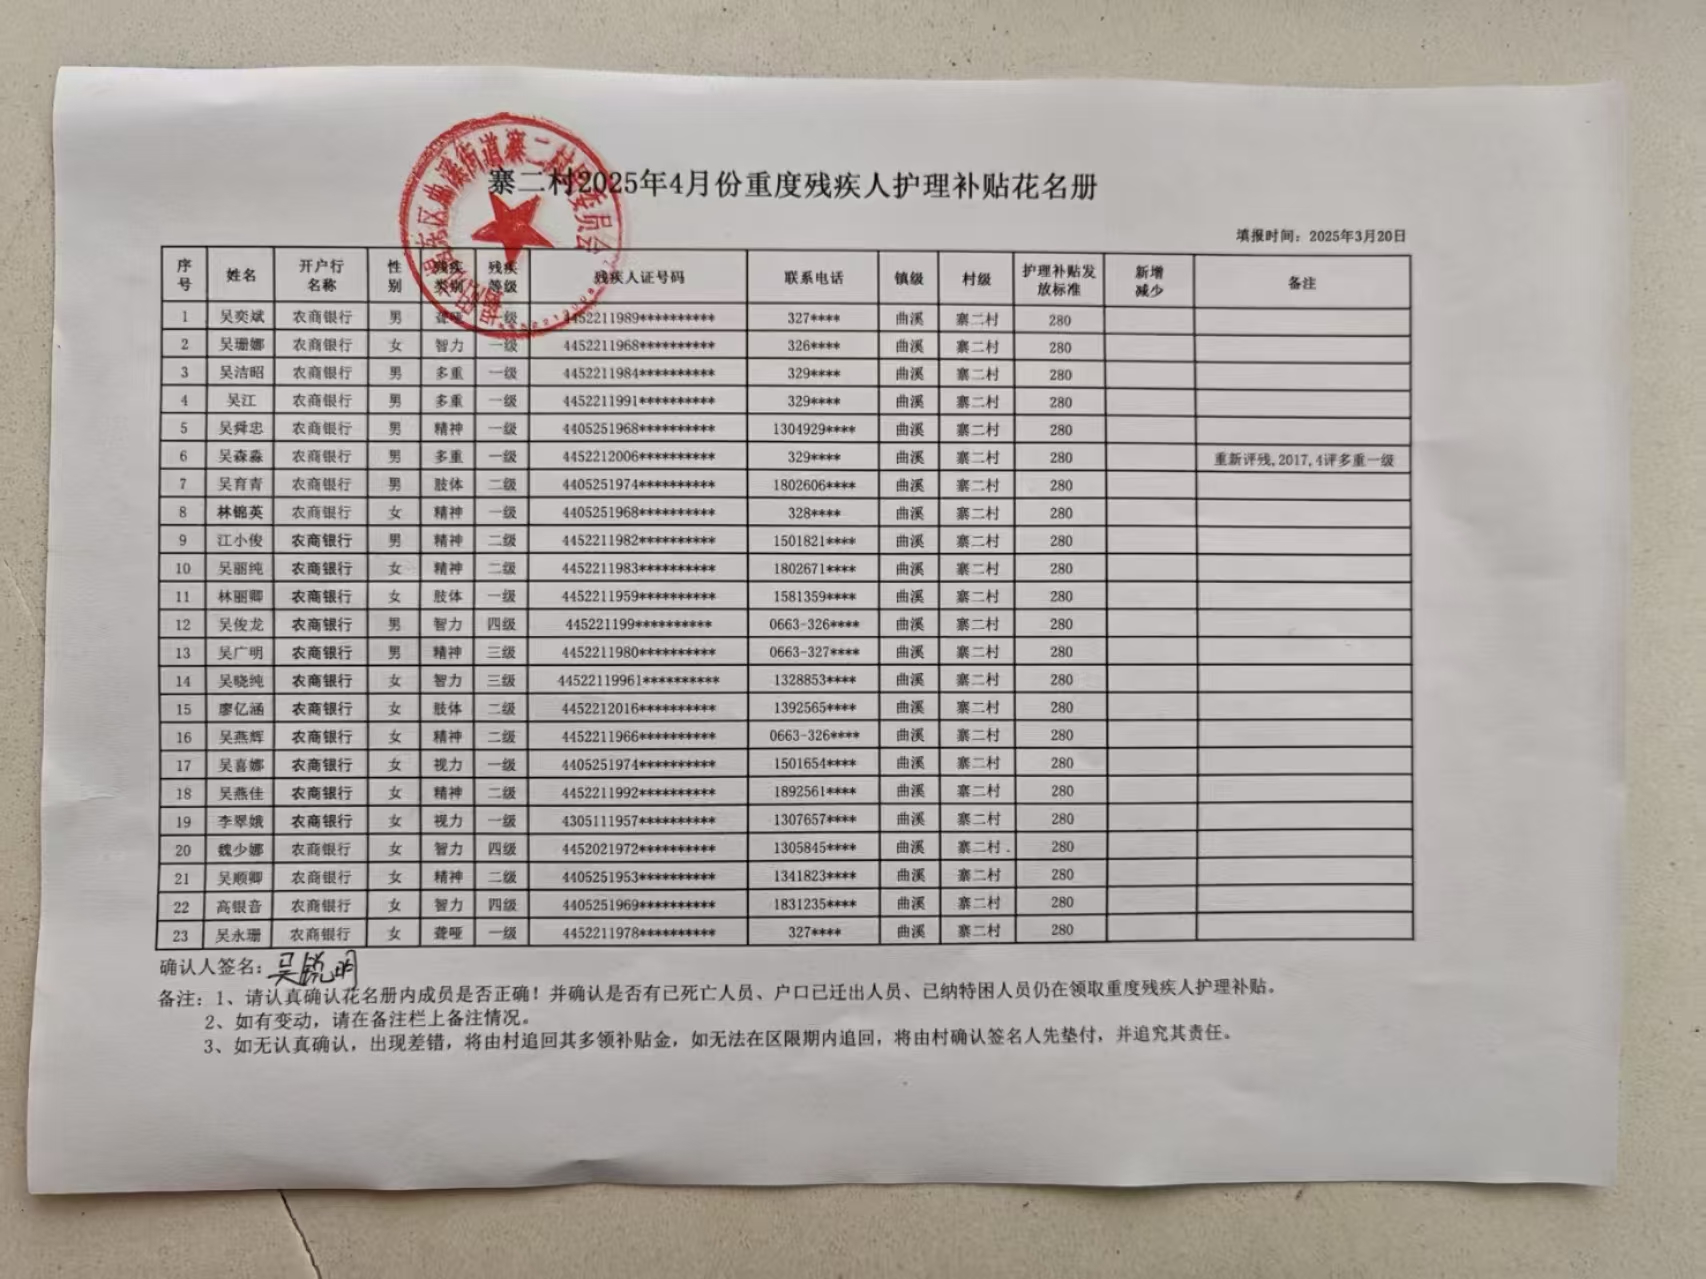 寨二村2025年4月份重度残疾人护理补贴花名册
填报时间：2025年3月20日
序号 姓名 开户行名称 性别 残疾类别 残疾等级 残疾人证号码 联系电话 镇级 村级 护理补贴发放标准 新增减少 备注
1 吴奕斌 农商银行 男 聋哑 一级 4452211989********** 327**** 曲溪 寨二村 280
2 吴珊娜 农商银行 女 智力 一级 4452211968********** 326**** 曲溪 寨二村 280
3 吴洁昭 农商银行 男 多重 一级 4452211984********** 329**** 曲溪 寨二村 280
4 吴江 农商银行 男 多重 一级 4452211991********** 329**** 曲溪 寨二村 280
5 吴舜忠 农商银行 男 精神 一级 4405251968********** 1304929**** 曲溪 寨二村 280
6 吴森淼 农商银行 男 多重 一级 4452212006********** 329**** 曲溪 寨二村 280 重新评残,2017,4评多重一级
7 吴育青 农商银行 男 肢体 二级 4405251974********** 1802606**** 曲溪 寨二村 280
8 林锦英 农商银行 女 精神 一级 4405251968********** 328**** 曲溪 寨二村 280
9 江小俊 农商银行 男 精神 二级 4452211982********** 1501821**** 曲溪 寨二村 280
10 吴丽纯 农商银行 女 精神 二级 4452211983********** 1802671**** 曲溪 寨二村 280
11 林丽卿 农商银行 女 肢体 一级 4452211959********** 1581359**** 曲溪 寨二村 280
12 吴俊龙 农商银行 男 智力 四级 445221199********** 0663-326**** 曲溪 寨二村 280
13 吴广明 农商银行 男 精神 三级 4452211980********** 0663-327**** 曲溪 寨二村 280
14 吴晓纯 农商银行 女 智力 三级 44522119961********** 1328853**** 曲溪 寨二村 280
15 廖亿涵 农商银行 女 肢体 二级 4452212016********** 1392565**** 曲溪 寨二村 280
16 吴燕辉 农商银行 女 精神 二级 4452211966********** 0663-326**** 曲溪 寨二村 280
17 吴喜娜 农商银行 女 视力 一级 4405251974********** 1501654**** 曲溪 寨二村 280
18 吴燕佳 农商银行 女 精神 二级 4452211992********** 1892561**** 曲溪 寨二村 280
19 李翠娥 农商银行 女 视力 一级 4305111957********** 1307657**** 曲溪 寨二村 280
20 魏少娜 农商银行 女 智力 四级 4452021972********** 1305845**** 曲溪 寨二村 280
21 吴顺卿 农商银行 女 精神 二级 4405251953********** 1341823**** 曲溪 寨二村 280
22 高银音 农商银行 女 智力 四级 4405251969********** 1831235**** 曲溪 寨二村 280
23 吴永珊 农商银行 女 聋哑 一级 4452211978********** 327**** 曲溪 寨二村 280
确认人签名：吴锐明
备注：1、请认真确认花名册内成员是否正确！并确认是否有已死亡人员、户口已迁出人员、已纳特困人员仍在领取重度残疾人护理补贴。
2、如有变动，请在备注栏上备注情况。
3、如无认真确认，出现差错，将由村追回其多领补贴金，如无法在区限期内追回，将由村确认签名人先垫付，并追究其责任。